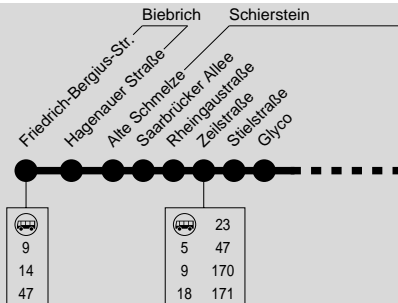 Biebrich Schierstein
Friedrich-Bergius-Str.
Hagenauer Straße
Alte Schmelze
Saarbrücker Allee
Rheingaustraße
Zeilstraße
Stielstraße
Glyco
9
14
47
23
5 47
9 170
18 171